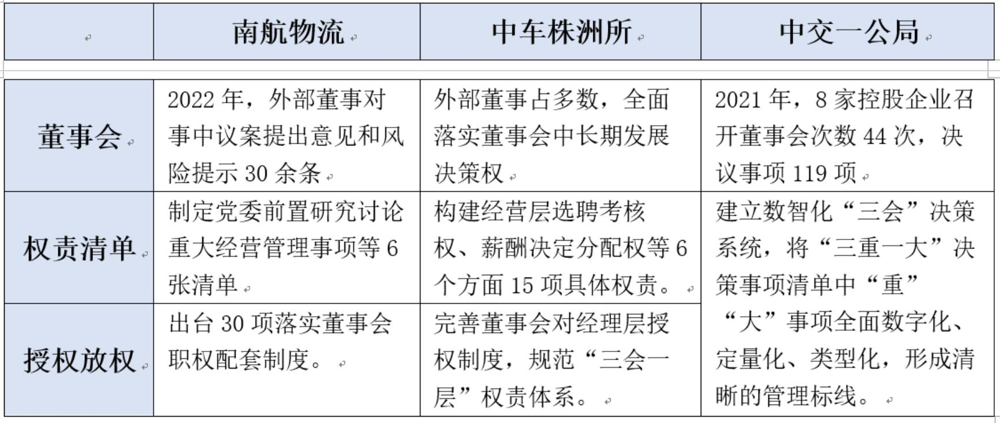 南航物流
中车株洲所
中交一公局
董事会
2022 年，外部董事对
事中议案提出意见和风
险提示 30 余条
外部董事占多数，全面
落实董事会中长期发展
决策权
2021 年，8 家控股企业召
开董事会次数 44 次，决
议事项 119 项
权责清单
制定党委前置研究讨论
重大经营管理事项等 6
张清单
构建经营层选聘考核
权、薪酬决定分配权等 6
个方面 15 项具体权责。
建立数智化“三会”决策
系统，将“三重一大”决
策事项清单中“重”
“大”事项全面数字化、
定量化、类型化，形成清
晰的管理标线。
授权放权
出台 30 项落实董事会
职权配套制度。
完善董事会对经理层授
权制度，规范“三会一
层”权责体系。